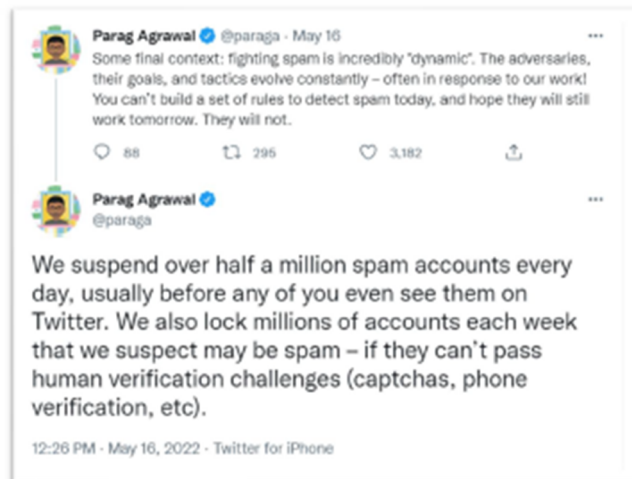 Parag Agrawal @paraga · May 16 ...
Some final context: fighting spam is incredibly "dynamic". The adversaries,
their goals, and tactics evolve constantly – often in response to our work!
You can't build a set of rules to detect spam today, and hope they will still
work tomorrow. They will not.
88 295 3,182
Parag Agrawal ...
@paraga
We suspend over half a million spam accounts every
day, usually before any of you even see them on
Twitter. We also lock millions of accounts each week
that we suspect may be spam – if they can't pass
human verification challenges (captchas, phone
verification, etc).
12:26 PM · May 16, 2022 · Twitter for iPhone